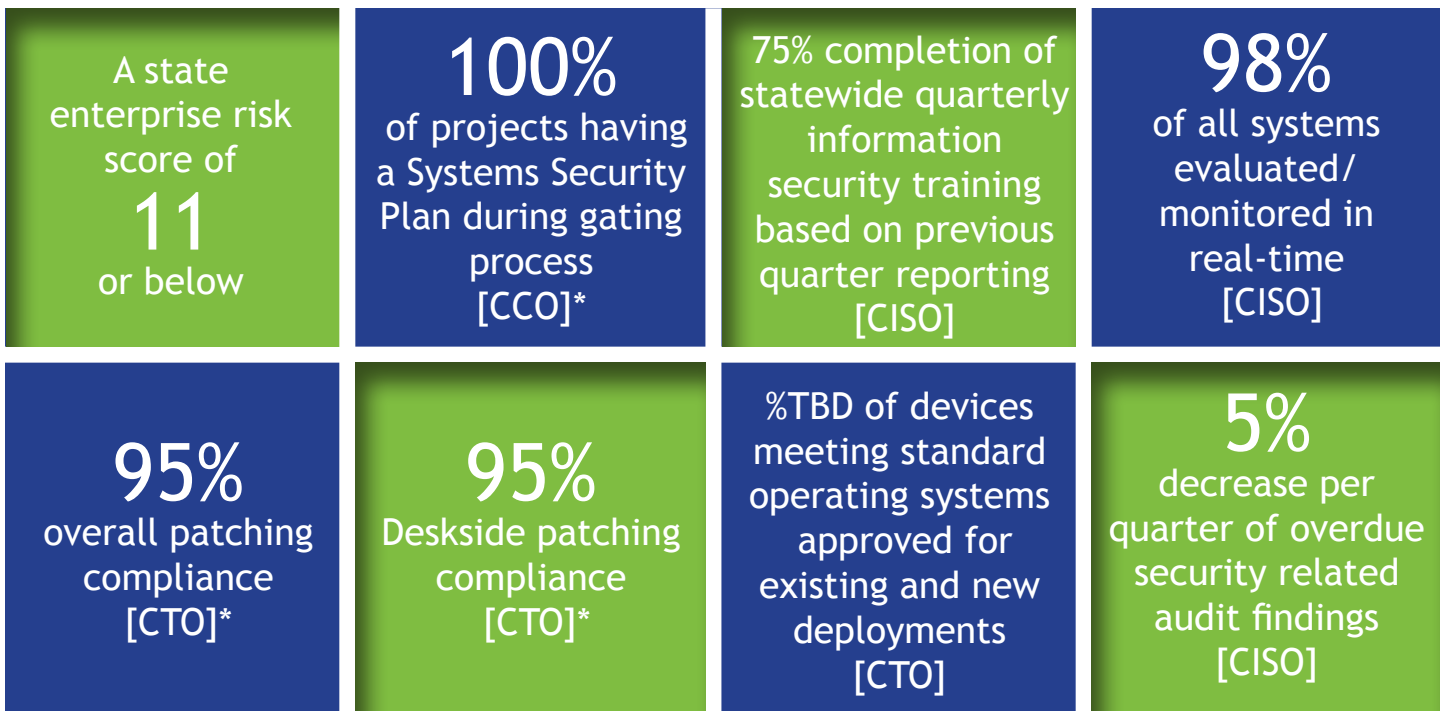 A state
enterprise risk
score of
11
or below
100%
of projects having
a Systems Security
Plan during gating
process
[CCO]*
75% completion of
statewide quarterly
information
security training
based on previous
quarter reporting
[CISO]
98%
of all systems
evaluated/
monitored in
real-time
[CISO]
95%
overall patching
compliance
[CTO]*
95%
Deskside patching
compliance
[CTO]*
%TBD of devices
meeting standard
operating systems
approved for
existing and new
deployments
[CTO]
5%
decrease per
quarter of overdue
security related
audit findings
[CISO]